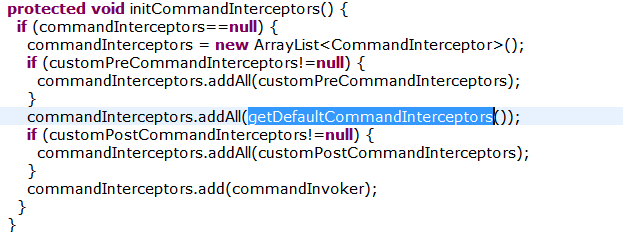 protected void initCommandInterceptors() {
  if (commandInterceptors==null) {
    commandInterceptors = new ArrayList<CommandInterceptor>();
    if (customPreCommandInterceptors!=null) {
      commandInterceptors.addAll(customPreCommandInterceptors);
    }
    commandInterceptors.addAll(getDefaultCommandInterceptors());
    if (customPostCommandInterceptors!=null) {
      commandInterceptors.addAll(customPostCommandInterceptors);
    }
    commandInterceptors.add(commandInvoker);
  }
}